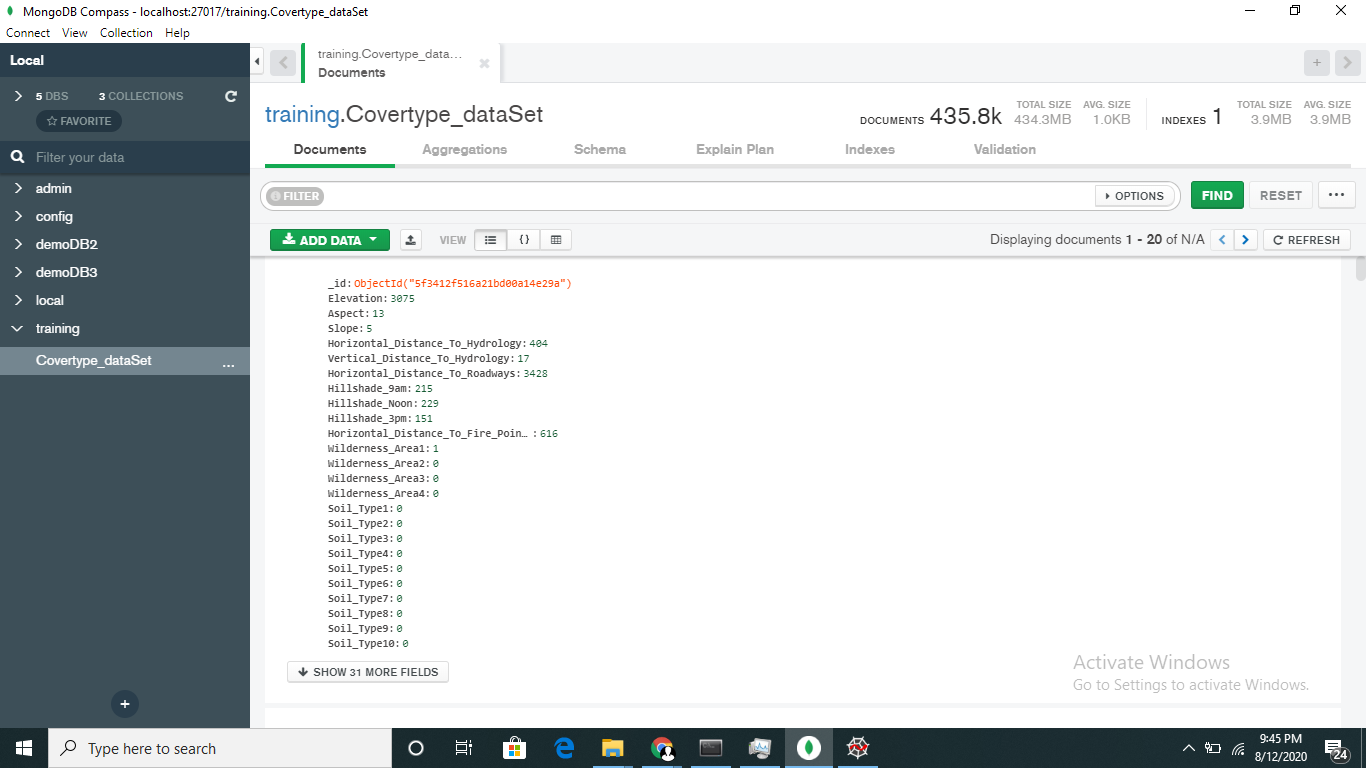 MongoDB Compass - localhost:27017/training.Covertype_dataSet
Connect View Collection Help
Local
5 DBS 3 COLLECTIONS
FAVORITE
Filter your data
admin
config
demoDB2
demoDB3
local
training
Covertype_dataSet ...
training.Covertype_data...
Documents
training.Covertype_dataSet
DOCUMENTS 435.8k TOTAL SIZE 434.3MB AVG. SIZE 1.0KB INDEXES 1 TOTAL SIZE 3.9MB AVG. SIZE 3.9MB
Documents Aggregations Schema Explain Plan Indexes Validation
FILTER OPTIONS FIND RESET ...
ADD DATA VIEW {} Displaying documents 1 - 20 of N/A REFRESH
_id: ObjectId("5f3412f516a21bd00a14e29a")
Elevation: 3075
Aspect: 13
Slope: 5
Horizontal_Distance_To_Hydrology: 404
Vertical_Distance_To_Hydrology: 17
Horizontal_Distance_To_Roadways: 3428
Hillshade_9am: 215
Hillshade_Noon: 229
Hillshade_3pm: 151
Horizontal_Distance_To_Fire_Poin... : 616
Wilderness_Area1: 1
Wilderness_Area2: 0
Wilderness_Area3: 0
Wilderness_Area4: 0
Soil_Type1: 0
Soil_Type2: 0
Soil_Type3: 0
Soil_Type4: 0
Soil_Type5: 0
Soil_Type6: 0
Soil_Type7: 0
Soil_Type8: 0
Soil_Type9: 0
Soil_Type10: 0
SHOW 31 MORE FIELDS
Activate Windows
Go to Settings to activate Windows.
Type here to search
9:45 PM
8/12/2020
24